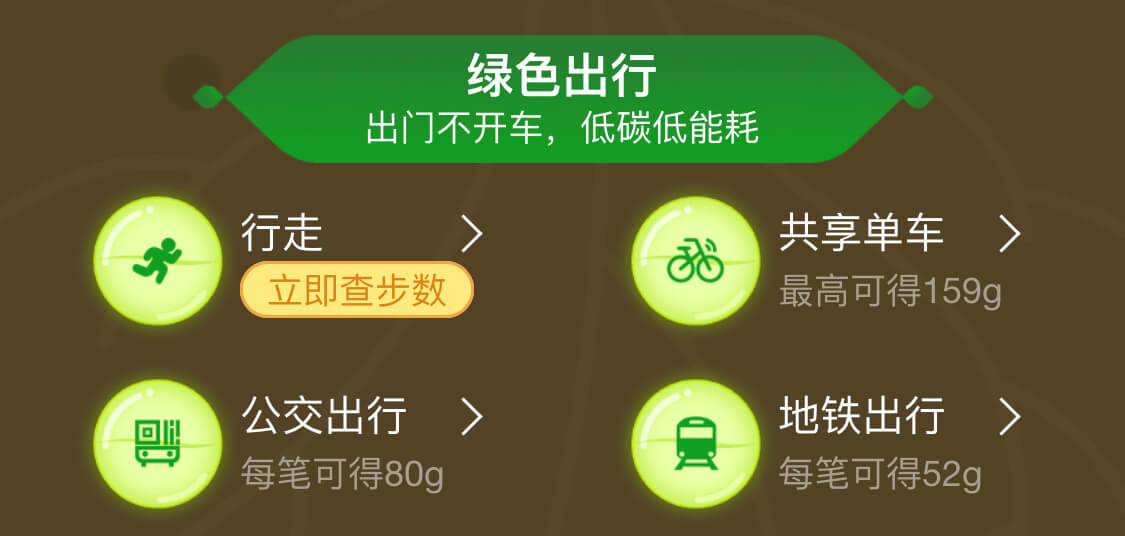 绿色出行
出门不开车，低碳低能耗
行走
立即查步数
共享单车
最高可得159g
公交出行
每笔可得80g
地铁出行
每笔可得52g